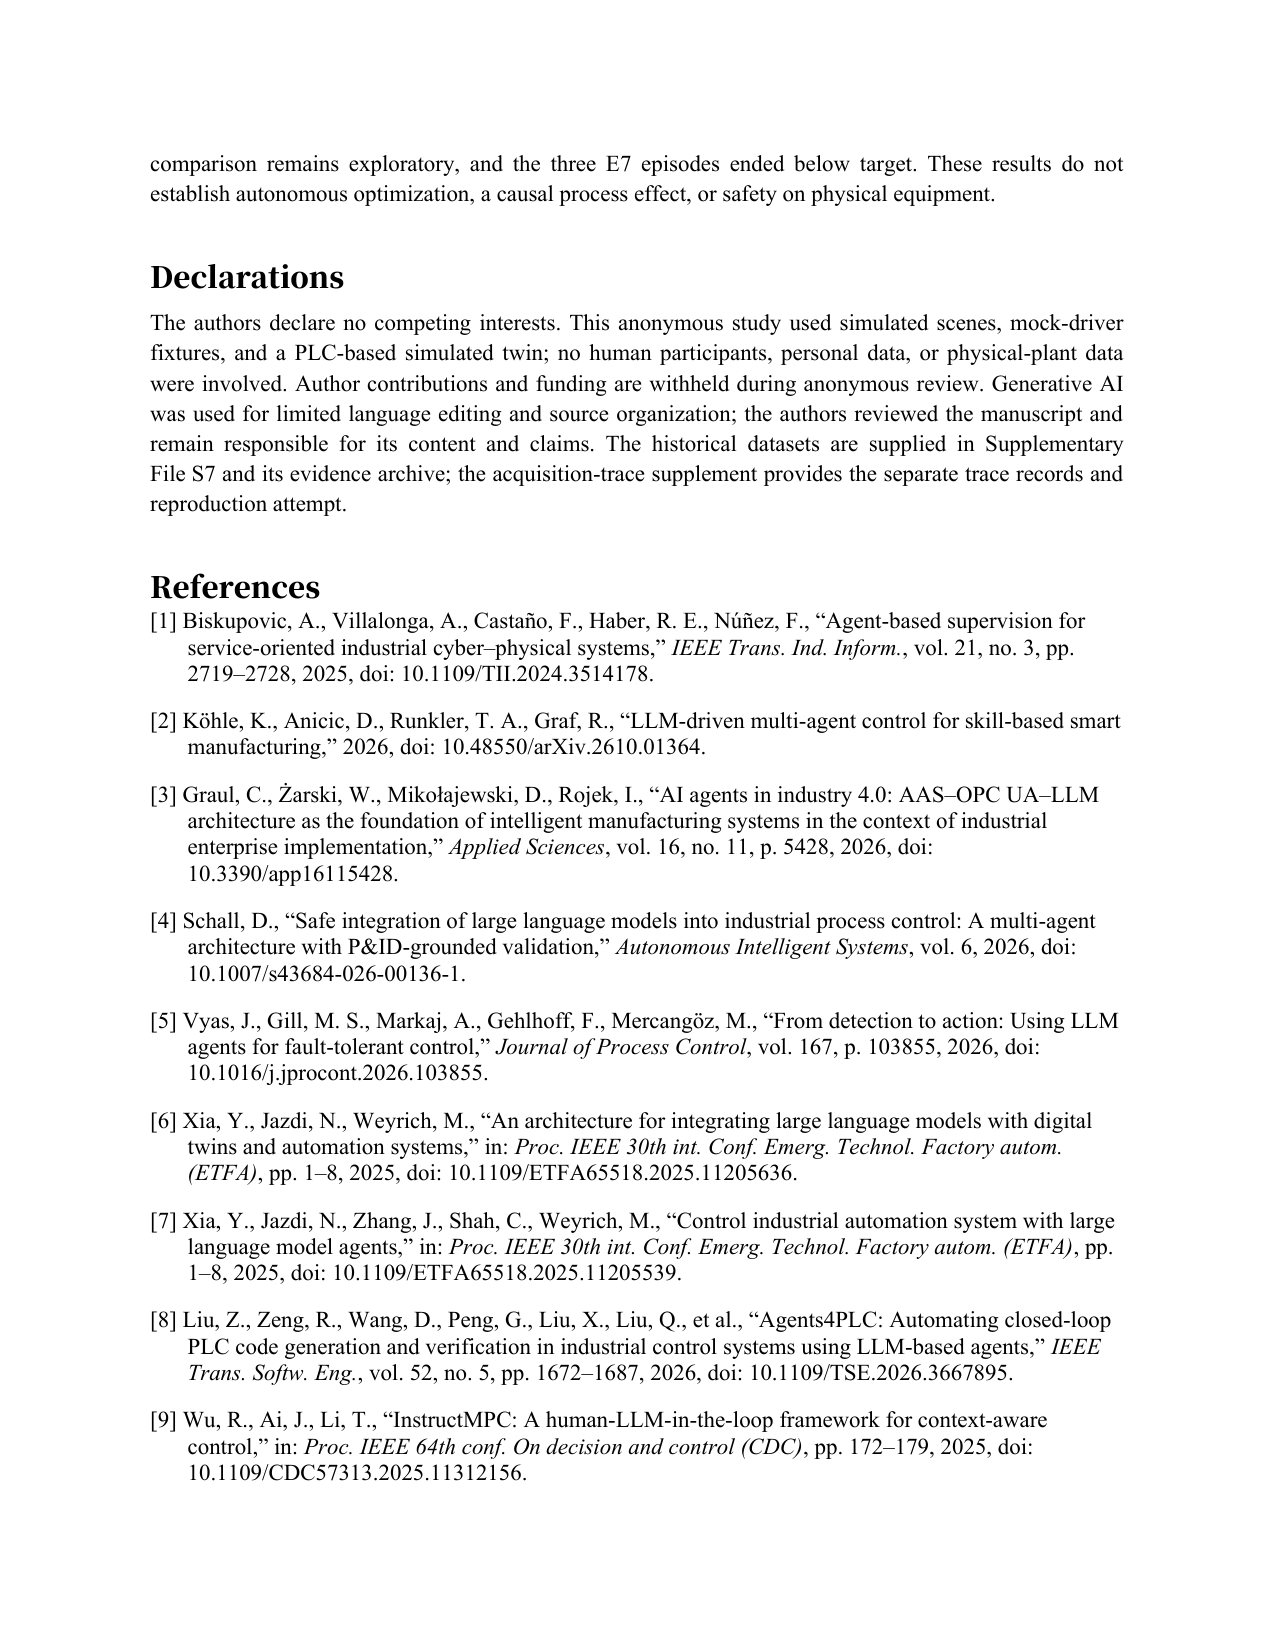 comparison remains exploratory, and the three E7 episodes ended below target. These results do not
establish autonomous optimization, a causal process effect, or safety on physical equipment.
Declarations
The authors declare no competing interests. This anonymous study used simulated scenes, mock-driver
fixtures, and a PLC-based simulated twin; no human participants, personal data, or physical-plant data
were involved. Author contributions and funding are withheld during anonymous review. Generative AI
was used for limited language editing and source organization; the authors reviewed the manuscript and
remain responsible for its content and claims. The historical datasets are supplied in Supplementary
File S7 and its evidence archive; the acquisition-trace supplement provides the separate trace records and
reproduction attempt.
References
[1] Biskupovic, A., Villalonga, A., Castaño, F., Haber, R. E., Núñez, F., “Agent-based supervision for
service-oriented industrial cyber–physical systems,” IEEE Trans. Ind. Inform., vol. 21, no. 3, pp.
2719–2728, 2025, doi: 10.1109/TII.2024.3514178.
[2] Köhle, K., Anicic, D., Runkler, T. A., Graf, R., “LLM-driven multi-agent control for skill-based smart
manufacturing,” 2026, doi: 10.48550/arXiv.2610.01364.
[3] Graul, C., Żarski, W., Mikołajewski, D., Rojek, I., “AI agents in industry 4.0: AAS–OPC UA–LLM
architecture as the foundation of intelligent manufacturing systems in the context of industrial
enterprise implementation,” Applied Sciences, vol. 16, no. 11, p. 5428, 2026, doi:
10.3390/app16115428.
[4] Schall, D., “Safe integration of large language models into industrial process control: A multi-agent
architecture with P&ID-grounded validation,” Autonomous Intelligent Systems, vol. 6, 2026, doi:
10.1007/s43684-026-00136-1.
[5] Vyas, J., Gill, M. S., Markaj, A., Gehlhoff, F., Mercangöz, M., “From detection to action: Using LLM
agents for fault-tolerant control,” Journal of Process Control, vol. 167, p. 103855, 2026, doi:
10.1016/j.jprocont.2026.103855.
[6] Xia, Y., Jazdi, N., Weyrich, M., “An architecture for integrating large language models with digital
twins and automation systems,” in: Proc. IEEE 30th int. Conf. Emerg. Technol. Factory autom.
(ETFA), pp. 1–8, 2025, doi: 10.1109/ETFA65518.2025.11205636.
[7] Xia, Y., Jazdi, N., Zhang, J., Shah, C., Weyrich, M., “Control industrial automation system with large
language model agents,” in: Proc. IEEE 30th int. Conf. Emerg. Technol. Factory autom. (ETFA), pp.
1–8, 2025, doi: 10.1109/ETFA65518.2025.11205539.
[8] Liu, Z., Zeng, R., Wang, D., Peng, G., Liu, X., Liu, Q., et al., “Agents4PLC: Automating closed-loop
PLC code generation and verification in industrial control systems using LLM-based agents,” IEEE
Trans. Softw. Eng., vol. 52, no. 5, pp. 1672–1687, 2026, doi: 10.1109/TSE.2026.3667895.
[9] Wu, R., Ai, J., Li, T., “InstructMPC: A human-LLM-in-the-loop framework for context-aware
control,” in: Proc. IEEE 64th conf. On decision and control (CDC), pp. 172–179, 2025, doi:
10.1109/CDC57313.2025.11312156.